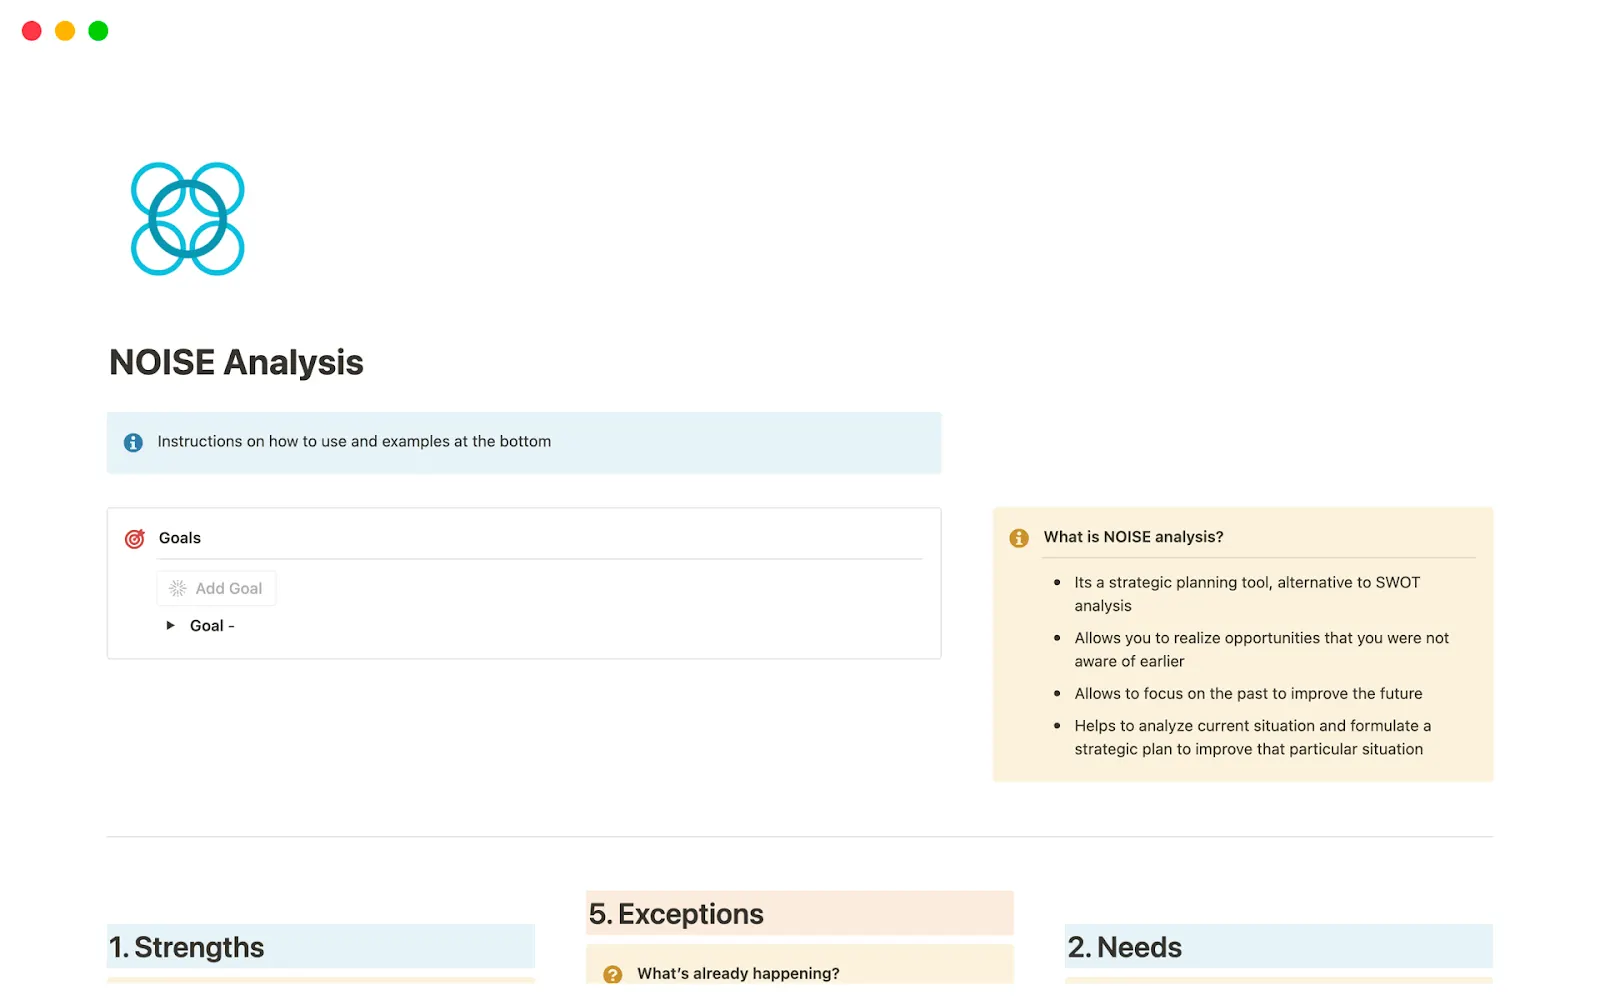 NOISE Analysis
Instructions on how to use and examples at the bottom
Goals
Add Goal
Goal -
What is NOISE analysis?
Its a strategic planning tool, alternative to SWOT
analysis
Allows you to realize opportunities that you were not
aware of earlier
Allows to focus on the past to improve the future
Helps to analyze current situation and formulate a
strategic plan to improve that particular situation
1. Strengths
5. Exceptions
What’s already happening?
2. Needs